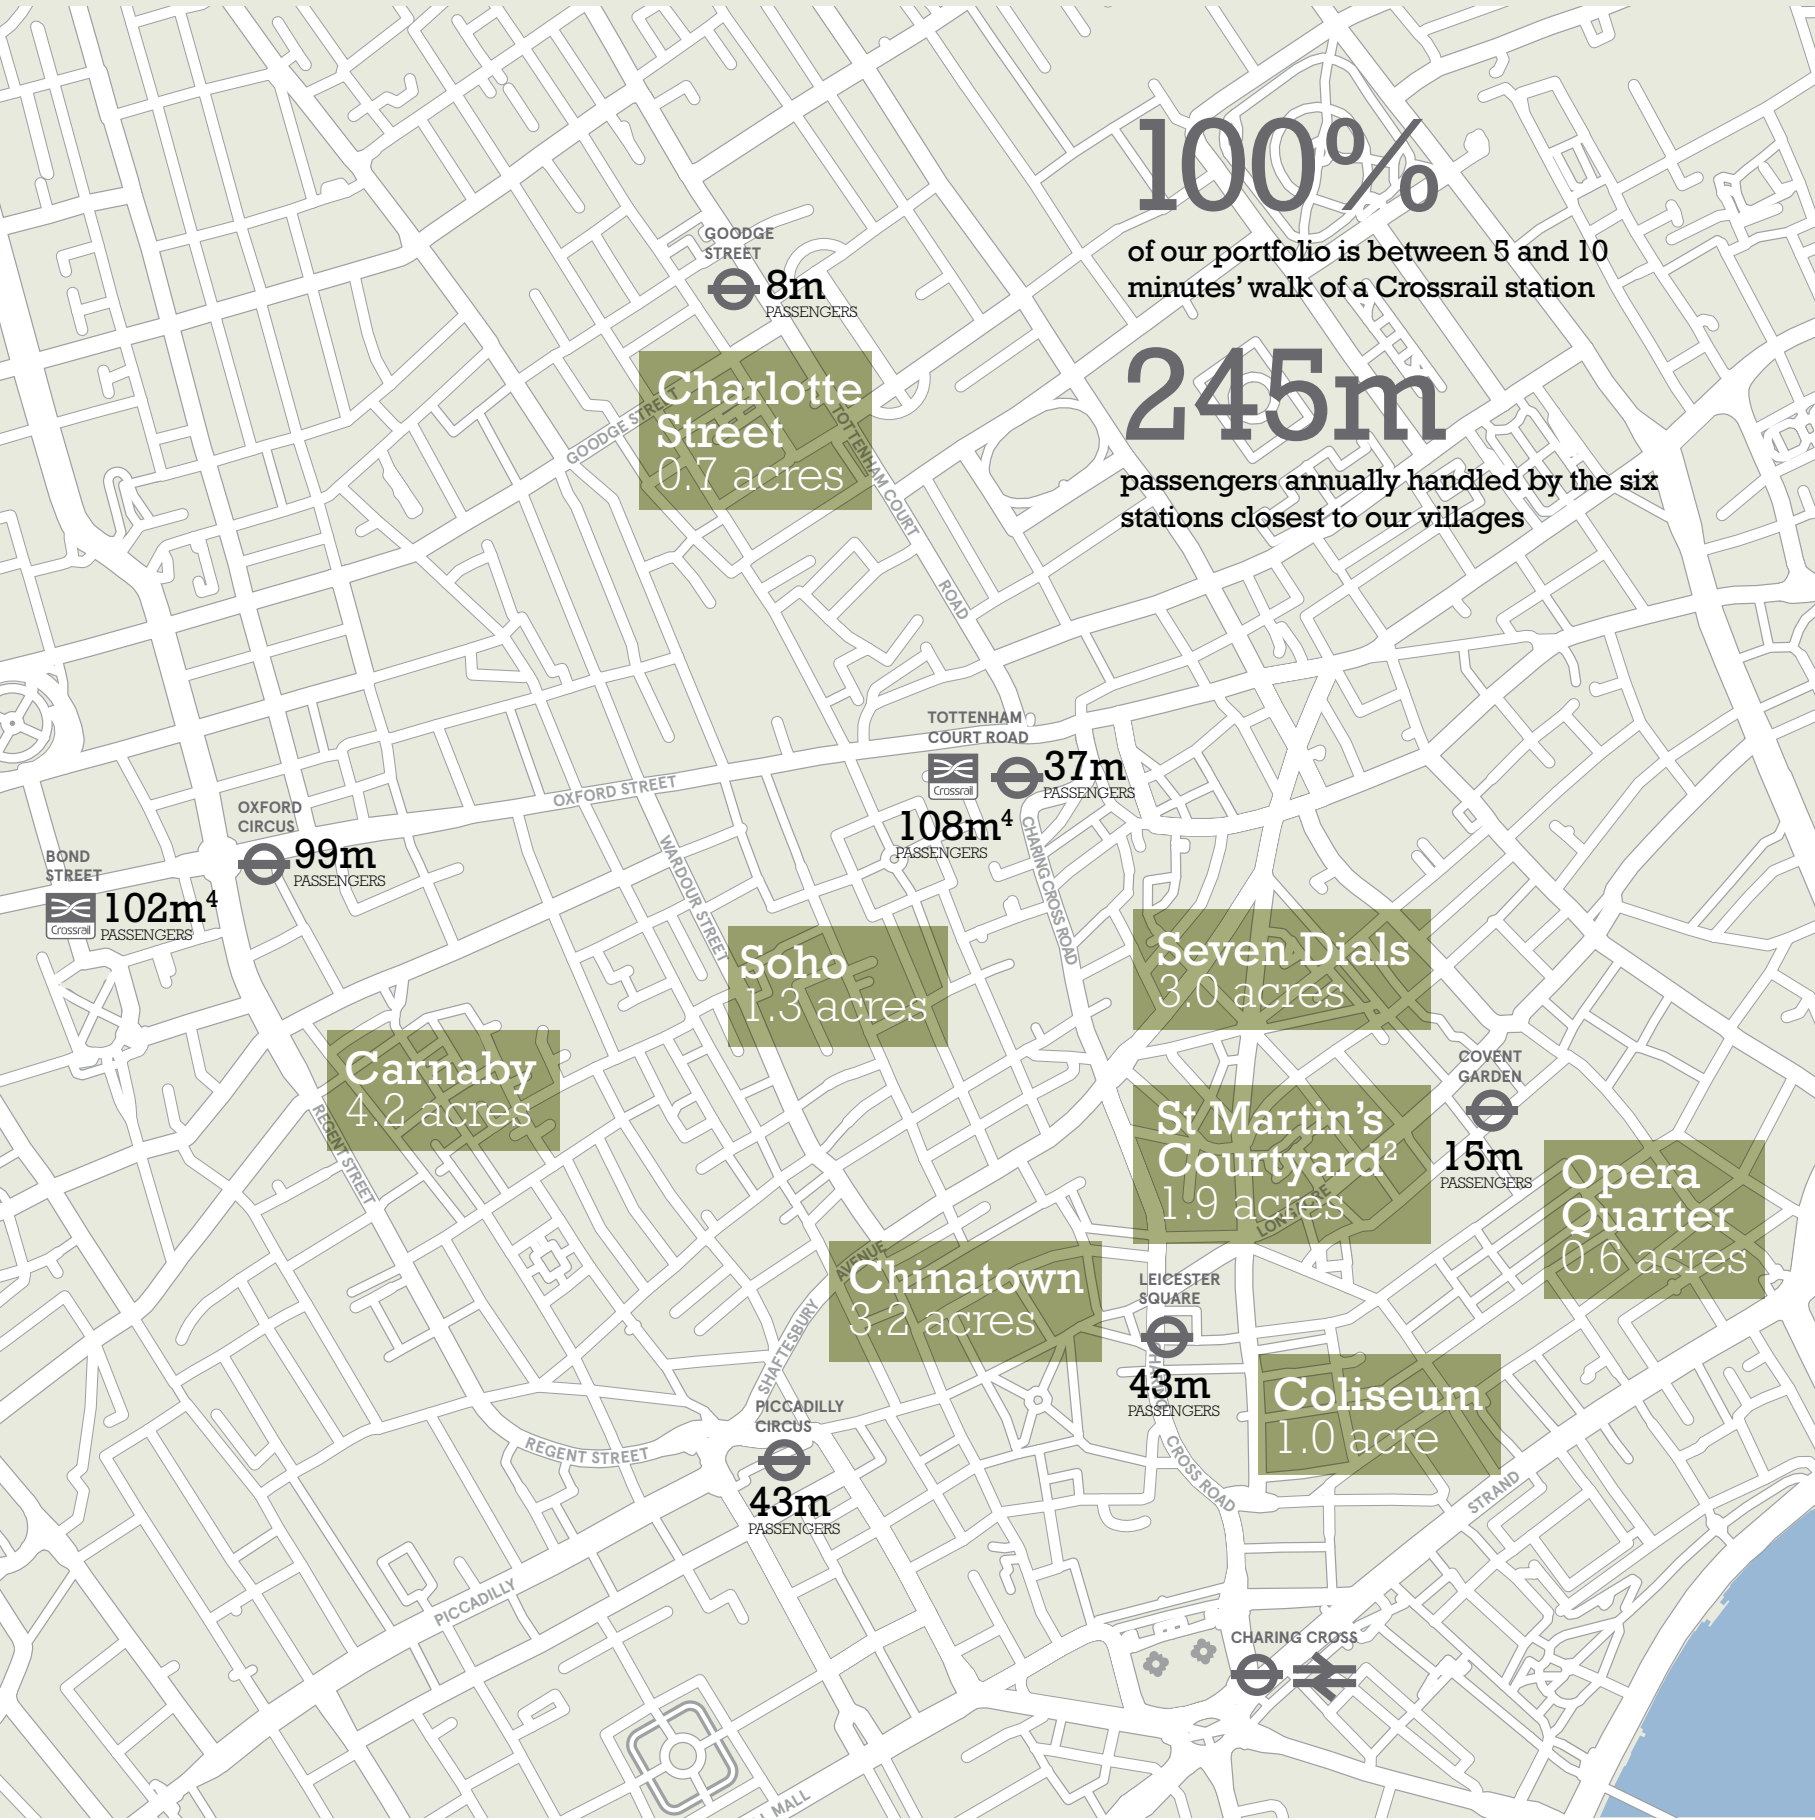 100%
of our portfolio is between 5 and 10
minutes’ walk of a Crossrail station
245m
passengers annually handled by the six
stations closest to our villages
GOODGE
STREET
8m
PASSENGERS
Charlotte
Street
0.7 acres
GOODGE STREET
TOTTENHAM COURT
ROAD
TOTTENHAM
COURT ROAD
Crossrail
37m
PASSENGERS
108m4
PASSENGERS
OXFORD STREET
OXFORD
CIRCUS
99m
PASSENGERS
BOND
STREET
Crossrail
102m4
PASSENGERS
WARDOUR STREET
CHARING CROSS ROAD
Soho
1.3 acres
Seven Dials
3.0 acres
Carnaby
4.2 acres
REGENT STREET
COVENT
GARDEN
15m
PASSENGERS
St Martin’s
Courtyard2
1.9 acres
Opera
Quarter
0.6 acres
AVENUE
Chinatown
3.2 acres
SHAFTESBURY
LEICESTER
SQUARE
43m
PASSENGERS
Coliseum
1.0 acre
PICCADILLY
CIRCUS
43m
PASSENGERS
REGENT STREET
CROSS ROAD
STRAND
PICCADILLY
CHARING CROSS
MALL